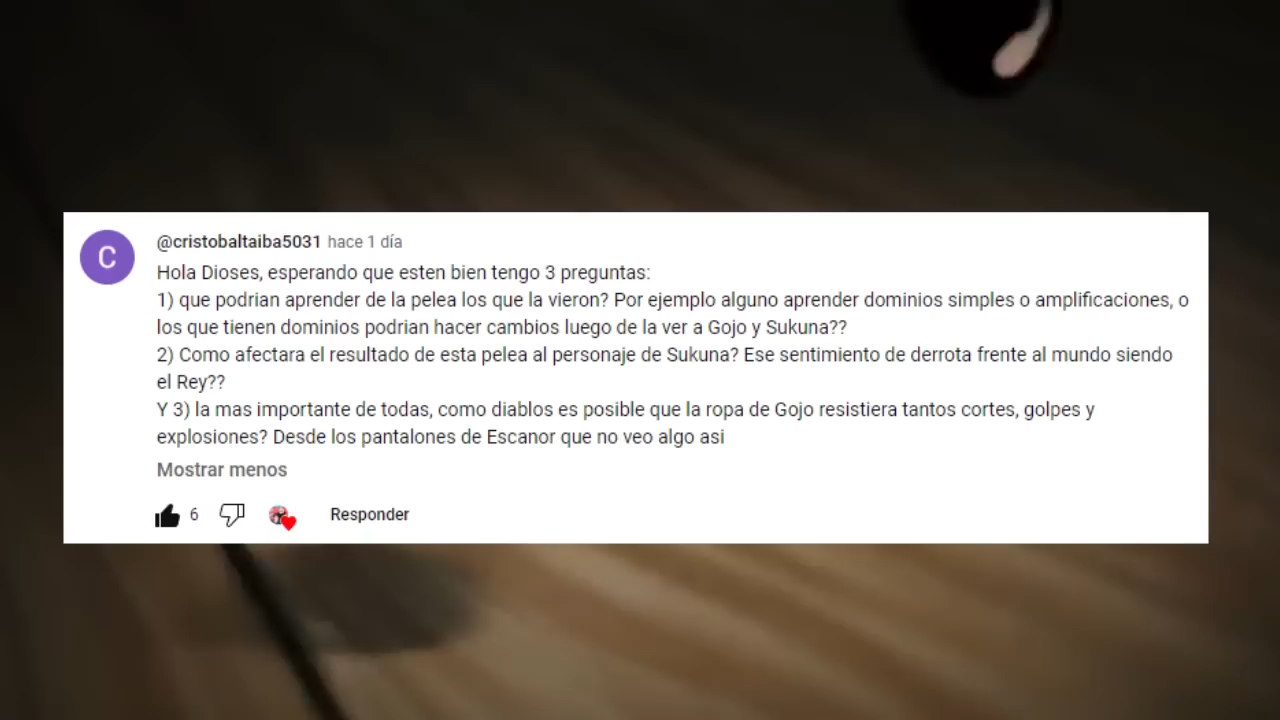 C
@cristobaltaiba5031 hace 1 día
Hola Dioses, esperando que esten bien tengo 3 preguntas:
1) que podrian aprender de la pelea los que la vieron? Por ejemplo alguno aprender dominios simples o amplificaciones, o
los que tienen dominios podrian hacer cambios luego de la ver a Gojo y Sukuna??
2) Como afectara el resultado de esta pelea al personaje de Sukuna? Ese sentimiento de derrota frente al mundo siendo
el Rey??
Y 3) la mas importante de todas, como diablos es posible que la ropa de Gojo resistiera tantos cortes, golpes y
explosiones? Desde los pantalones de Escanor que no veo algo asi
Mostrar menos
6 Responder